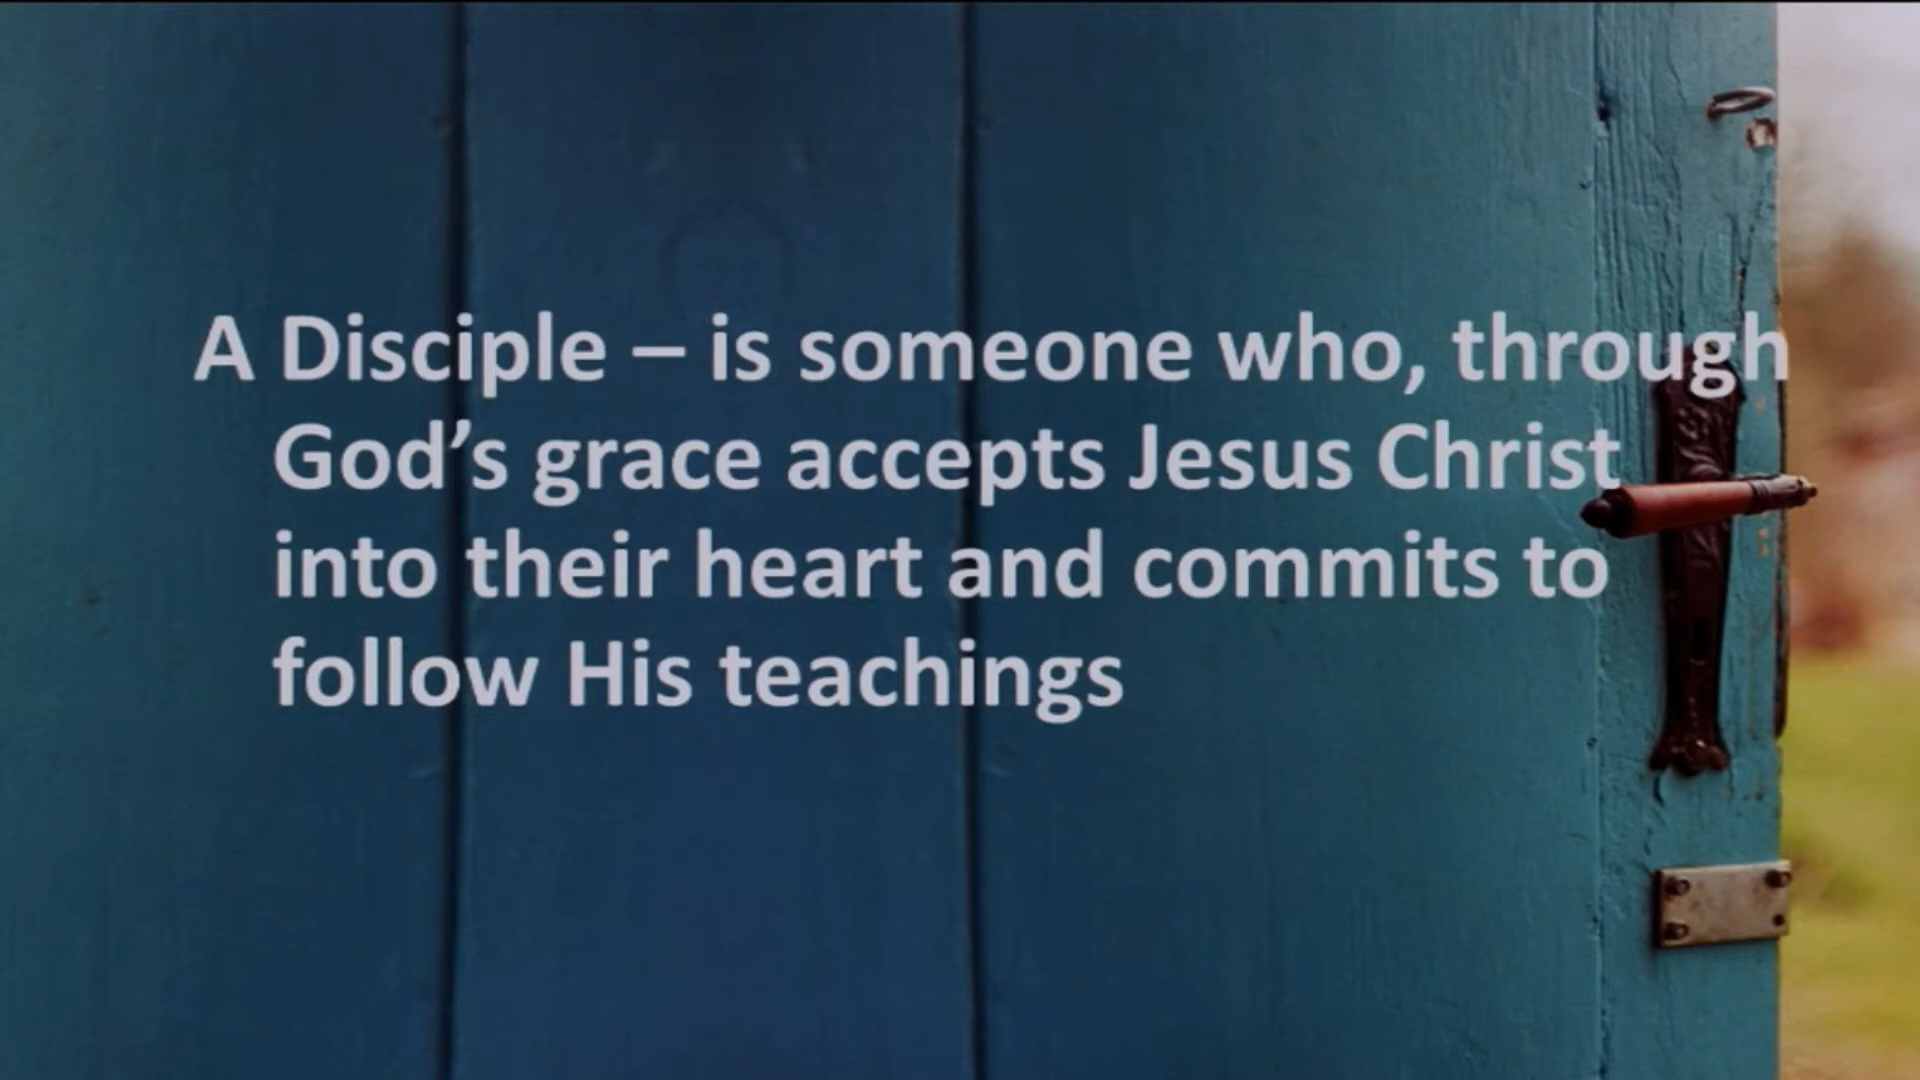 A Disciple – is someone who, through
God’s grace accepts Jesus Christ
into their heart and commits to
follow His teachings